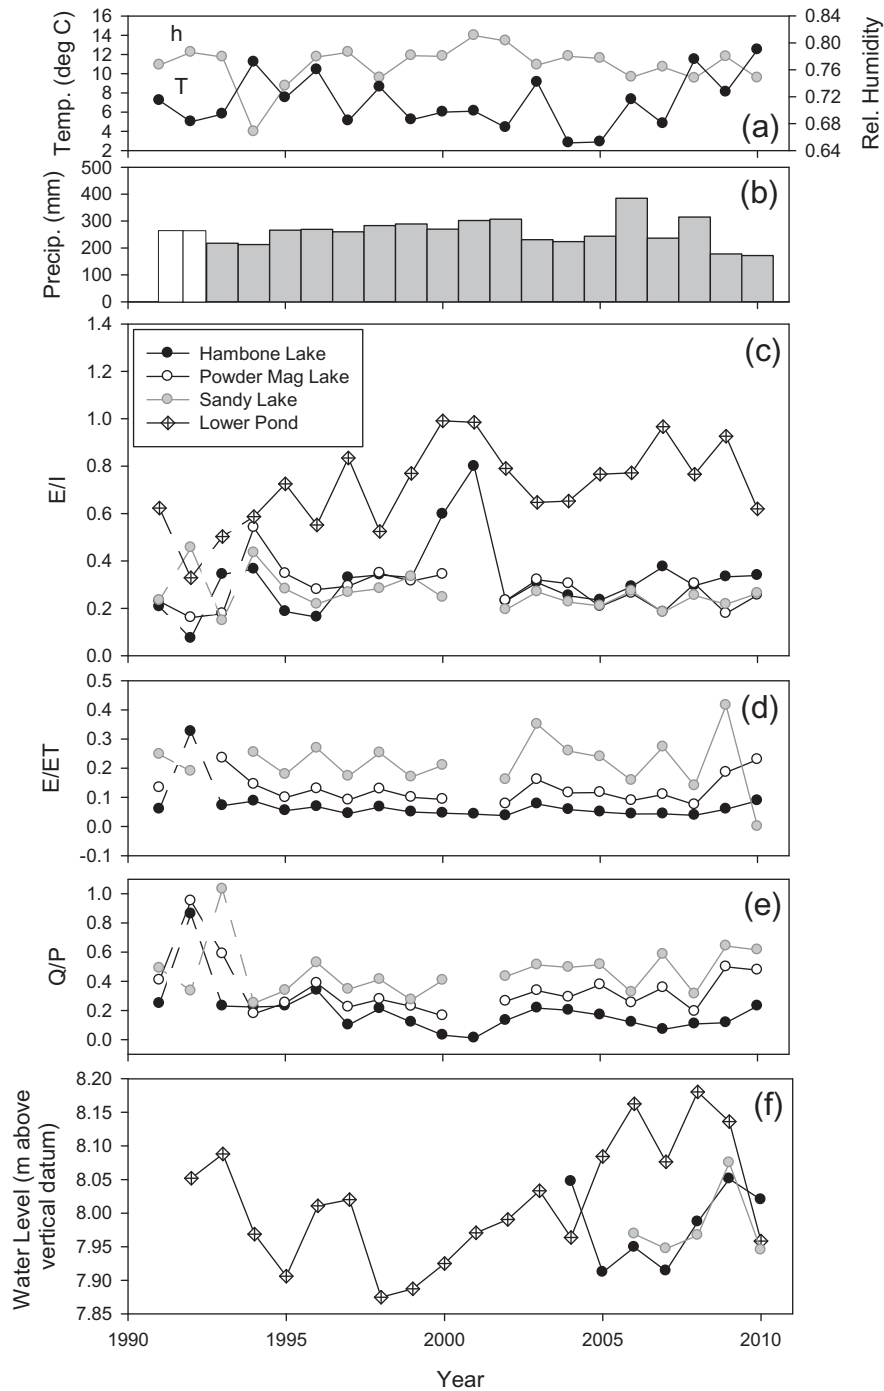 16
14
12
10
8
6
4
2
Temp. (deg C)
h
T
(a)
0.84
0.80
0.76
0.72
0.68
0.64
Rel. Humidity
500
400
300
200
100
0
Precip. (mm)
(b)
1.4
1.2
1.0
0.8
0.6
0.4
0.2
0.0
E/I
Hambone Lake
Powder Mag Lake
Sandy Lake
Lower Pond
(c)
0.5
0.4
0.3
0.2
0.1
0.0
-0.1
E/ET
(d)
1.0
0.8
0.6
0.4
0.2
0.0
Q/P
(e)
8.20
8.15
8.10
8.05
8.00
7.95
7.90
7.85
Water Level (m above
vertical datum)
(f)
1990
1995
2000
2005
2010
Year